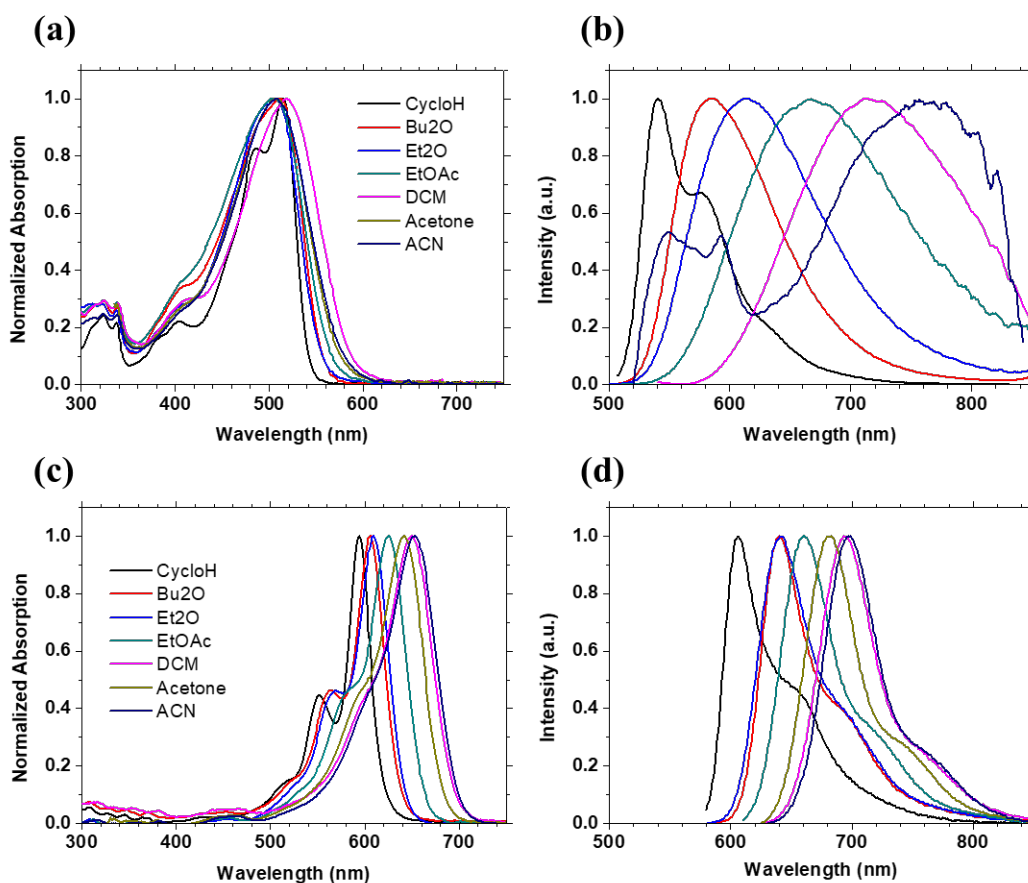 (a)
Normalized Absorption
1.0
0.8
0.6
0.4
0.2
0.0
300 400 500 600 700
Wavelength (nm)
CycloH
Bu2O
Et2O
EtOAc
DCM
Acetone
ACN
(b)
Intensity (a.u.)
1.0
0.8
0.6
0.4
0.2
0.0
500 600 700 800
Wavelength (nm)
(c)
Normalized Absorption
1.0
0.8
0.6
0.4
0.2
0.0
300 400 500 600 700
Wavelength (nm)
CycloH
Bu2O
Et2O
EtOAc
DCM
Acetone
ACN
(d)
Intensity (a.u.)
1.0
0.8
0.6
0.4
0.2
0.0
600 700 800
Wavelength (nm)